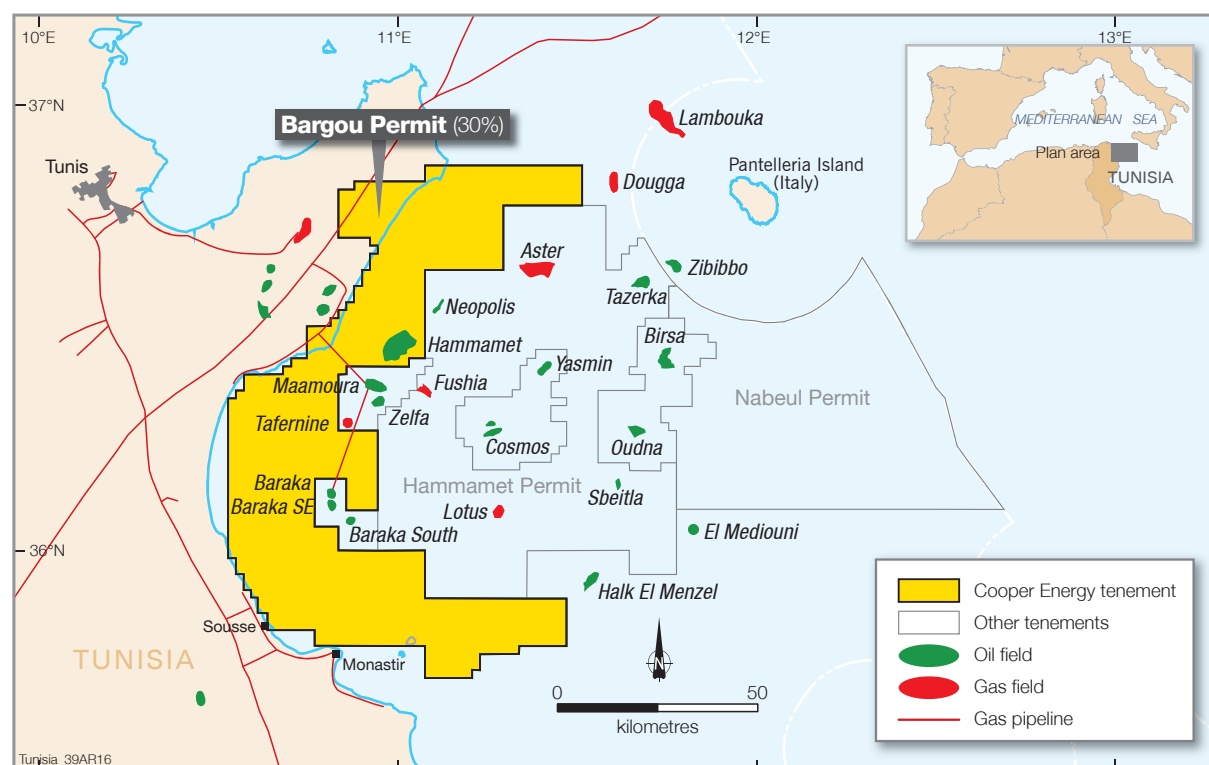 10°E
11°E
12°E
13°E
37°N
36°N
Bargou Permit (30%)
Tunis
Lambouka
Dougga
Pantelleria Island
(Italy)
MEDITERRANEAN SEA
Plan area
TUNISIA
Aster
Zibibbo
Tazerka
Neopolis
Birsa
Hammamet
Yasmin
Maamoura
Fushia
Nabeul Permit
Zelfa
Tafernine
Cosmos
Oudna
Baraka
Hammamet Permit
Sbeitla
Baraka SE
Lotus
Baraka South
El Mediouni
Halk El Menzel
Sousse
Monastir
TUNISIA
N
0
50
kilometres
Cooper Energy tenement
Other tenements
Oil field
Gas field
Gas pipeline
Tunisia 39AR16